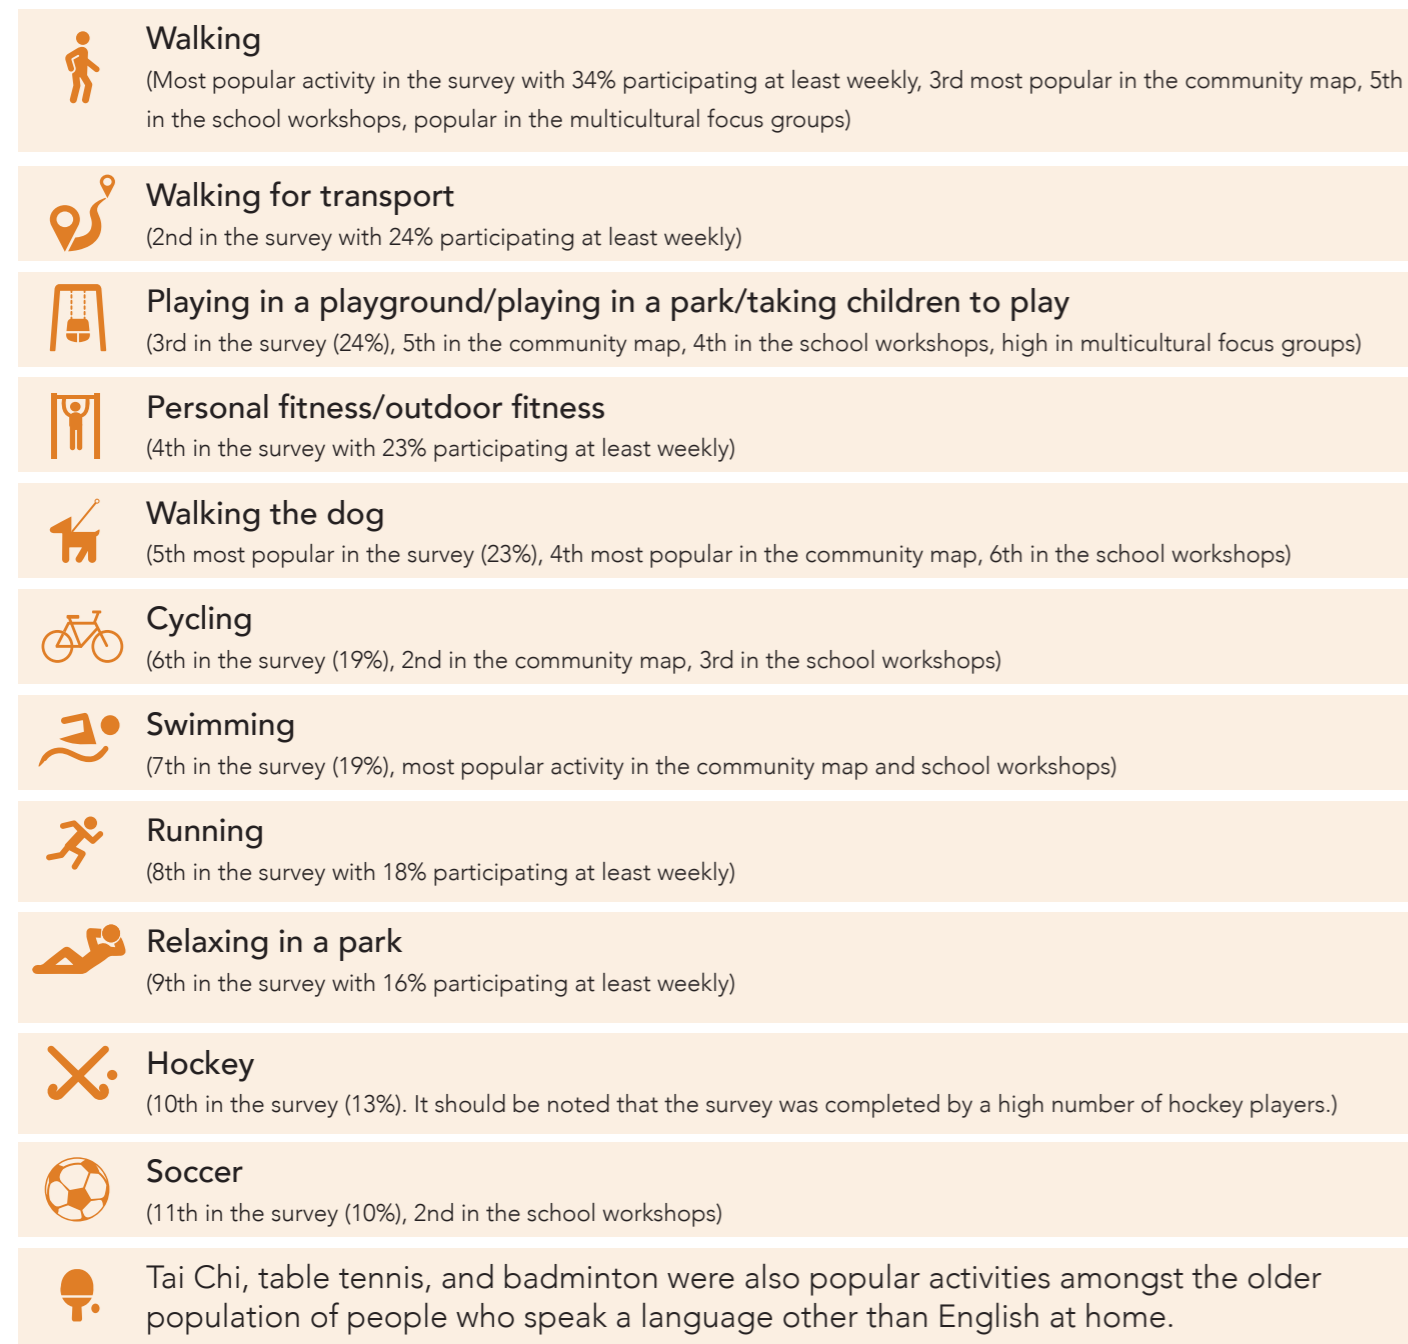 Walking
(Most popular activity in the survey with 34% participating at least weekly, 3rd most popular in the community map, 5th
in the school workshops, popular in the multicultural focus groups)
Walking for transport
(2nd in the survey with 24% participating at least weekly)
Playing in a playground/playing in a park/taking children to play
(3rd in the survey (24%), 5th in the community map, 4th in the school workshops, high in multicultural focus groups)
Personal fitness/outdoor fitness
(4th in the survey with 23% participating at least weekly)
Walking the dog
(5th most popular in the survey (23%), 4th most popular in the community map, 6th in the school workshops)
Cycling
(6th in the survey (19%), 2nd in the community map, 3rd in the school workshops)
Swimming
(7th in the survey (19%), most popular activity in the community map and school workshops)
Running
(8th in the survey with 18% participating at least weekly)
Relaxing in a park
(9th in the survey with 16% participating at least weekly)
Hockey
(10th in the survey (13%). It should be noted that the survey was completed by a high number of hockey players.)
Soccer
(11th in the survey (10%), 2nd in the school workshops)
Tai Chi, table tennis, and badminton were also popular activities amongst the older
population of people who speak a language other than English at home.